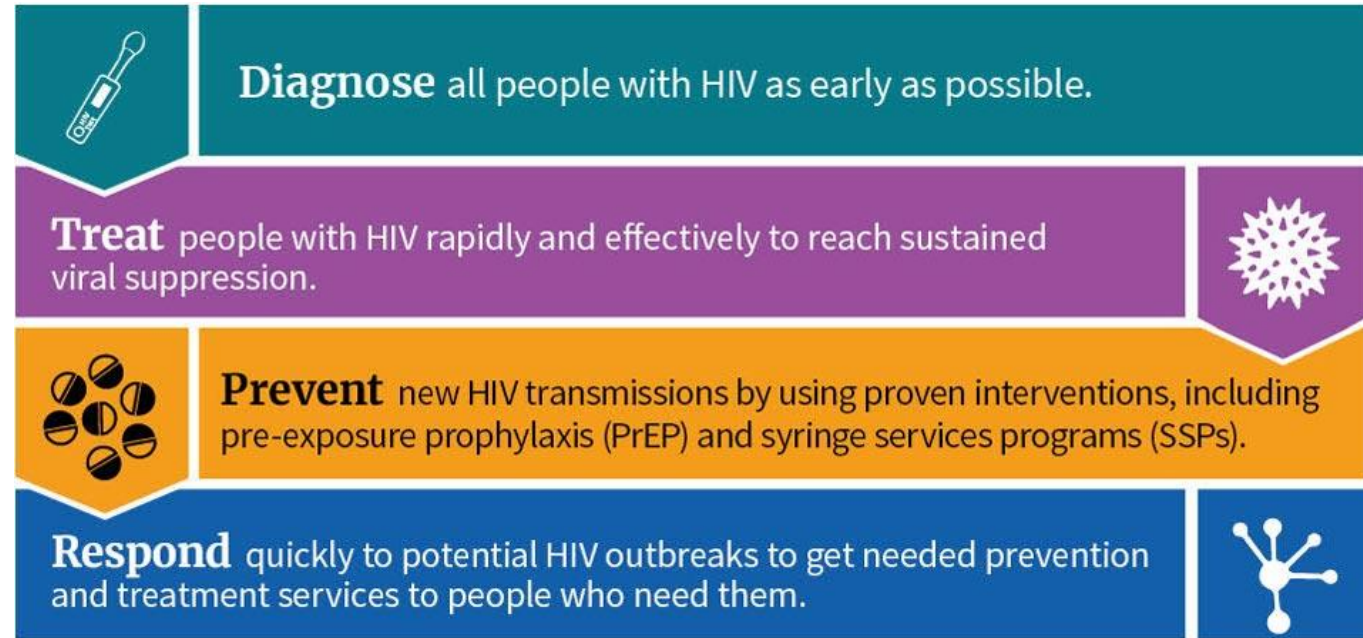 Diagnose all people with HIV as early as possible.
Treat people with HIV rapidly and effectively to reach sustained
viral suppression.
Prevent new HIV transmissions by using proven interventions, including
pre-exposure prophylaxis (PrEP) and syringe services programs (SSPs).
Respond quickly to potential HIV outbreaks to get needed prevention
and treatment services to people who need them.